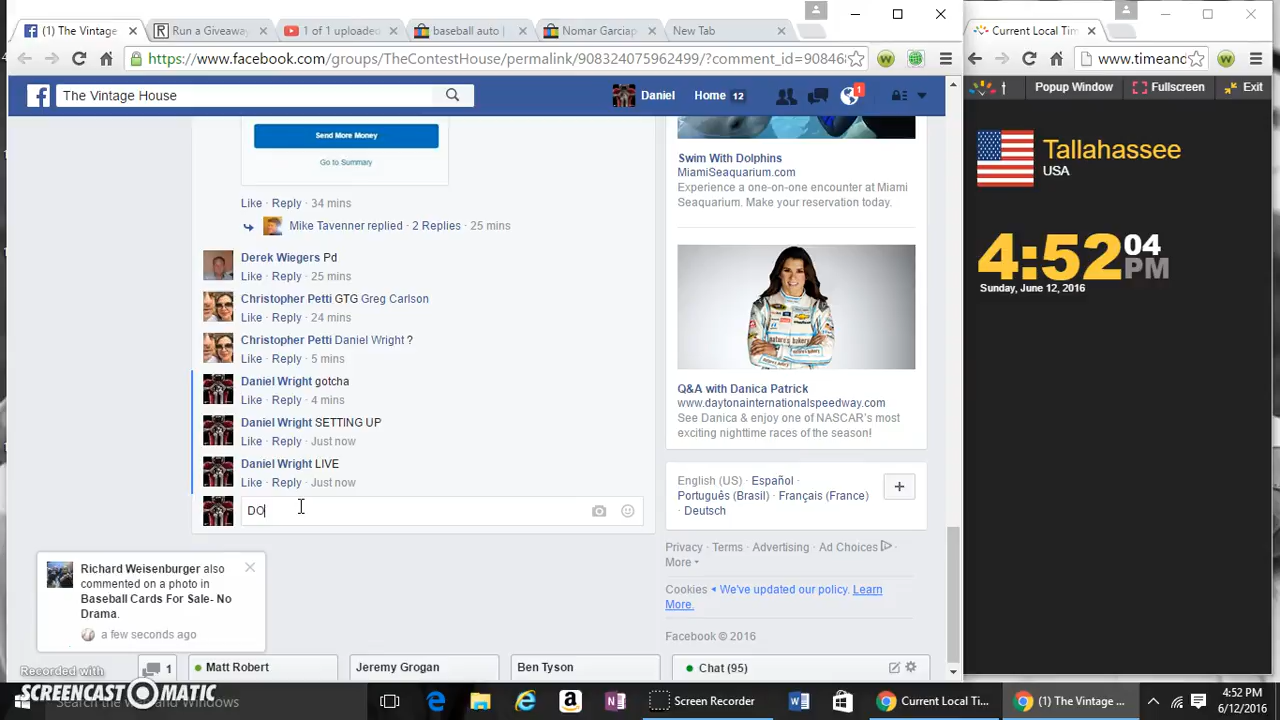 (1) The Vintage
Run a Giveaway
1 of 1 uploaded
baseball auto |
Nomar Garciap
New Tab
https://www.facebook.com/groups/TheContestHouse/permalink/908324075962499/?comment_id=90846
The Vintage House
Daniel
Home 12
1
Send More Money
Go to Summary
Like · Reply · 34 mins
Mike Tavenner replied · 2 Replies · 25 mins
Derek Wiegers Pd
Like · Reply · 25 mins
Christopher Petti GTG Greg Carlson
Like · Reply · 24 mins
Christopher Petti Daniel Wright ?
Like · Reply · 5 mins
Daniel Wright gotcha
Like · Reply · 4 mins
Daniel Wright SETTING UP
Like · Reply · Just now
Daniel Wright LIVE
Like · Reply · Just now
DO
Richard Weisenburger also
commented on a photo in
Baseball Cards For Sale- No
Drama.
a few seconds ago
Swim With Dolphins
MiamiSeaquarium.com
Experience a one-on-one encounter at Miami
Seaquarium. Make your reservation today.
Q&A with Danica Patrick
www.daytonainternationalspeedway.com
See Danica & enjoy one of NASCAR's most
exciting nighttime races of the season!
English (US) · Español ·
Português (Brasil) · Français (France)
· Deutsch
Privacy · Terms · Advertising · Ad Choices ·
More
Cookies · We've updated our policy. Learn
More.
Facebook © 2016
1
Matt Robert
Jeremy Grogan
Ben Tyson
Chat (95)
Current Local Tim
www.timeand
Popup Window
Fullscreen
Exit
Tallahassee
USA
4:52 04 PM
Sunday, June 12, 2016
Recorded with
SCREENCAST-O-MATIC
Search the web and Windows
Screen Recorder
Current Local Tim...
(1) The Vintage Ho...
4:52 PM
6/12/2016